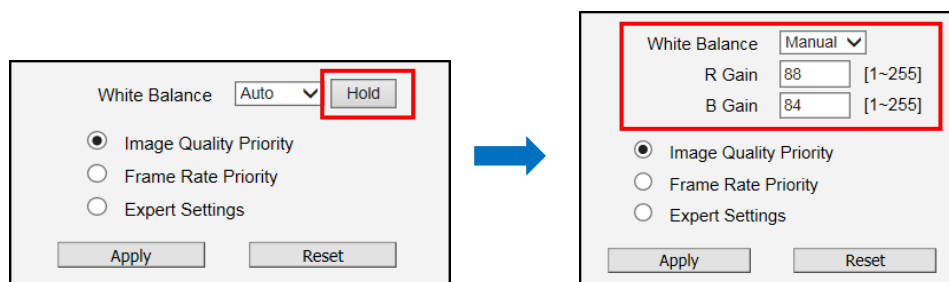 White Balance Auto Hold
Image Quality Priority
Frame Rate Priority
Expert Settings
Apply Reset
White Balance Manual
R Gain 88 [1~255]
B Gain 84 [1~255]
Image Quality Priority
Frame Rate Priority
Expert Settings
Apply Reset